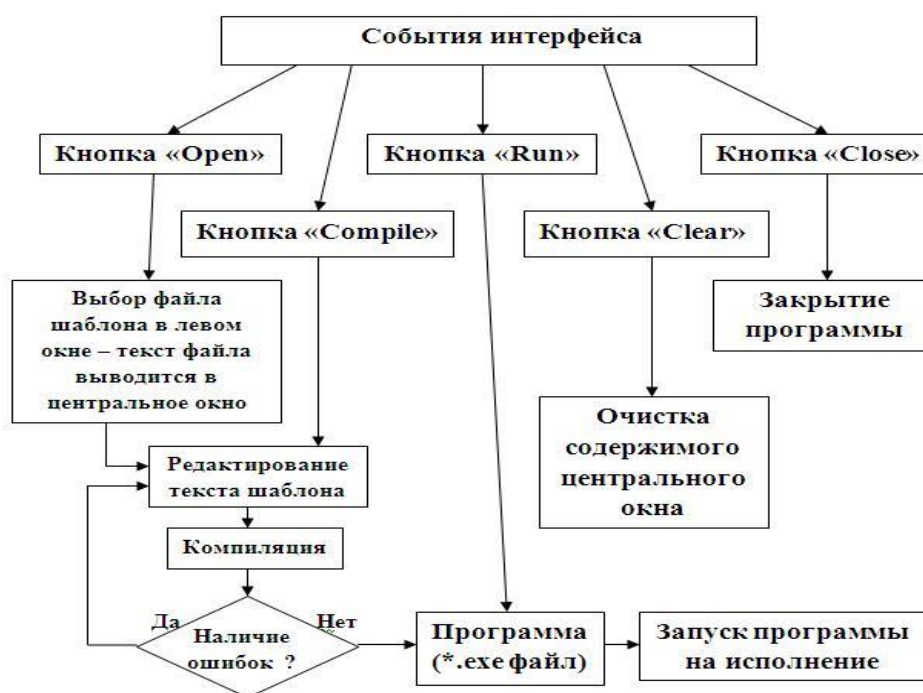 События интерфейса
Кнопка «Open»
Кнопка «Run»
Кнопка «Close»
Кнопка «Compile»
Кнопка «Clear»
Выбор файла
шаблона в левом
окне – текст файла
выводится в
центральное окно
Закрытие
программы
Очистка
содержимого
центрального
окна
Редактирование
текста шаблона
Компиляция
Да
Нет
Наличие
ошибок ?
Программа
(*.exe файл)
Запуск программы
на исполнение